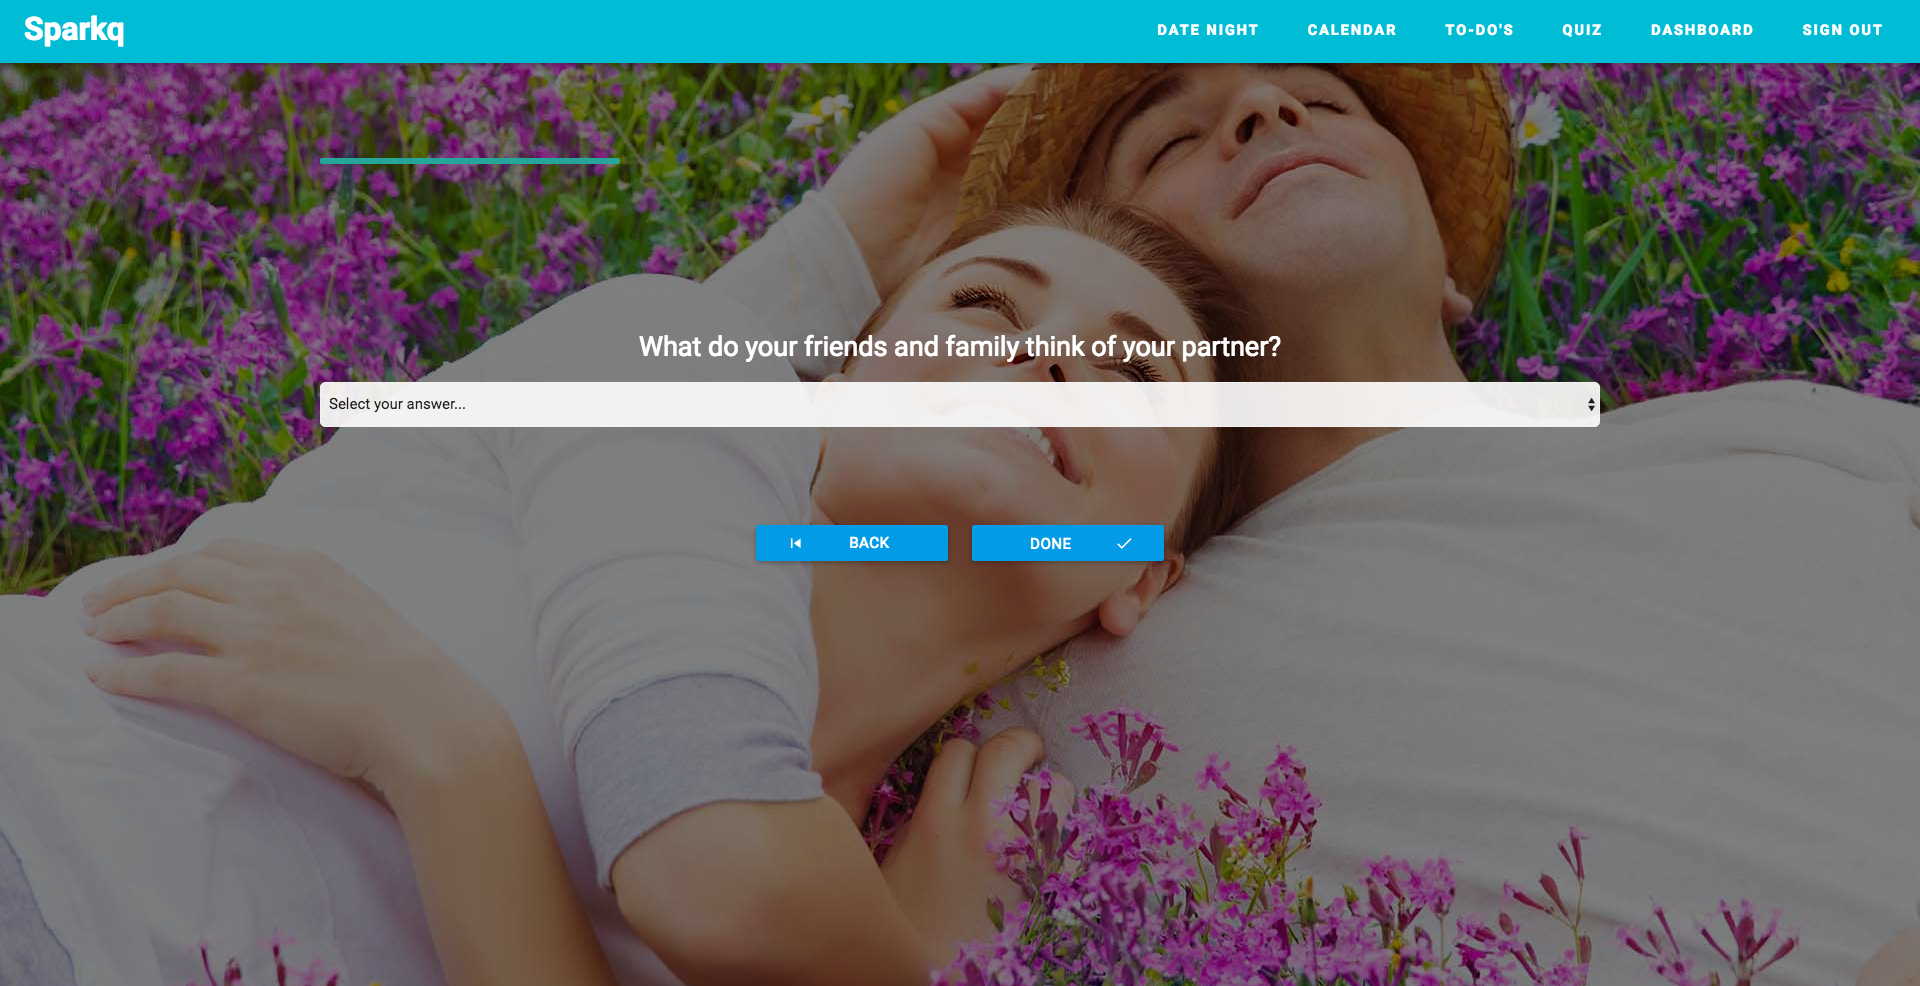 Sparkq
DATE NIGHT
CALENDAR
TO-DO'S
QUIZ
DASHBOARD
SIGN OUT
What do your friends and family think of your partner?
Select your answer...
BACK
DONE